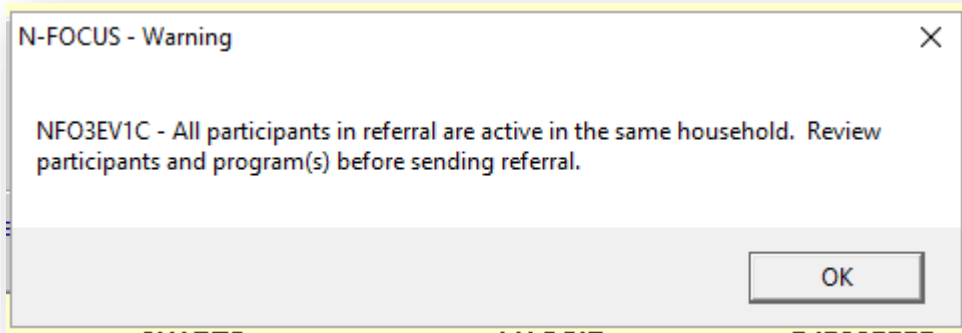 N-FOCUS - Warning
NFO3EV1C - All participants in referral are active in the same household.  Review
participants and program(s) before sending referral.
OK